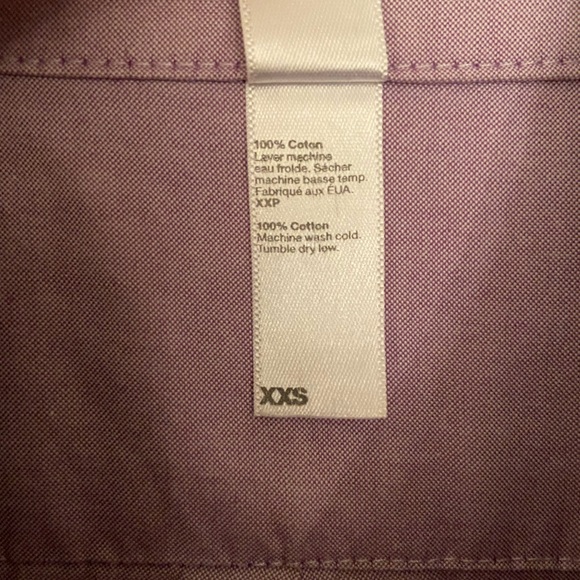 100% Coton
Laver machine
eau froide. Sécher
machine basse temp.
Fabriqué aux ÉUA.
XXP
100% Cotton
Machine wash cold.
Tumble dry low.
XXS